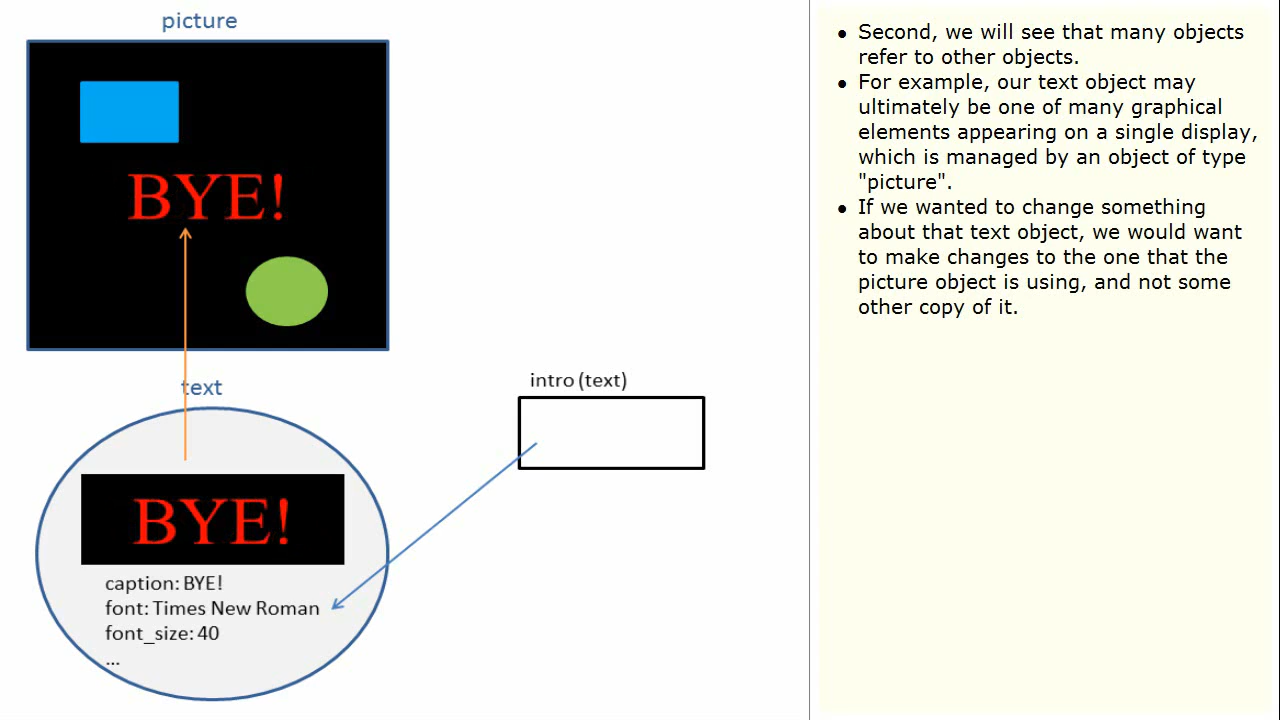 picture
BYE!
text
BYE!
caption: BYE!
font: Times New Roman
font_size: 40
...
intro (text)
● Second, we will see that many objects
refer to other objects.
● For example, our text object may
ultimately be one of many graphical
elements appearing on a single display,
which is managed by an object of type
"picture".
● If we wanted to change something
about that text object, we would want
to make changes to the one that the
picture object is using, and not some
other copy of it.